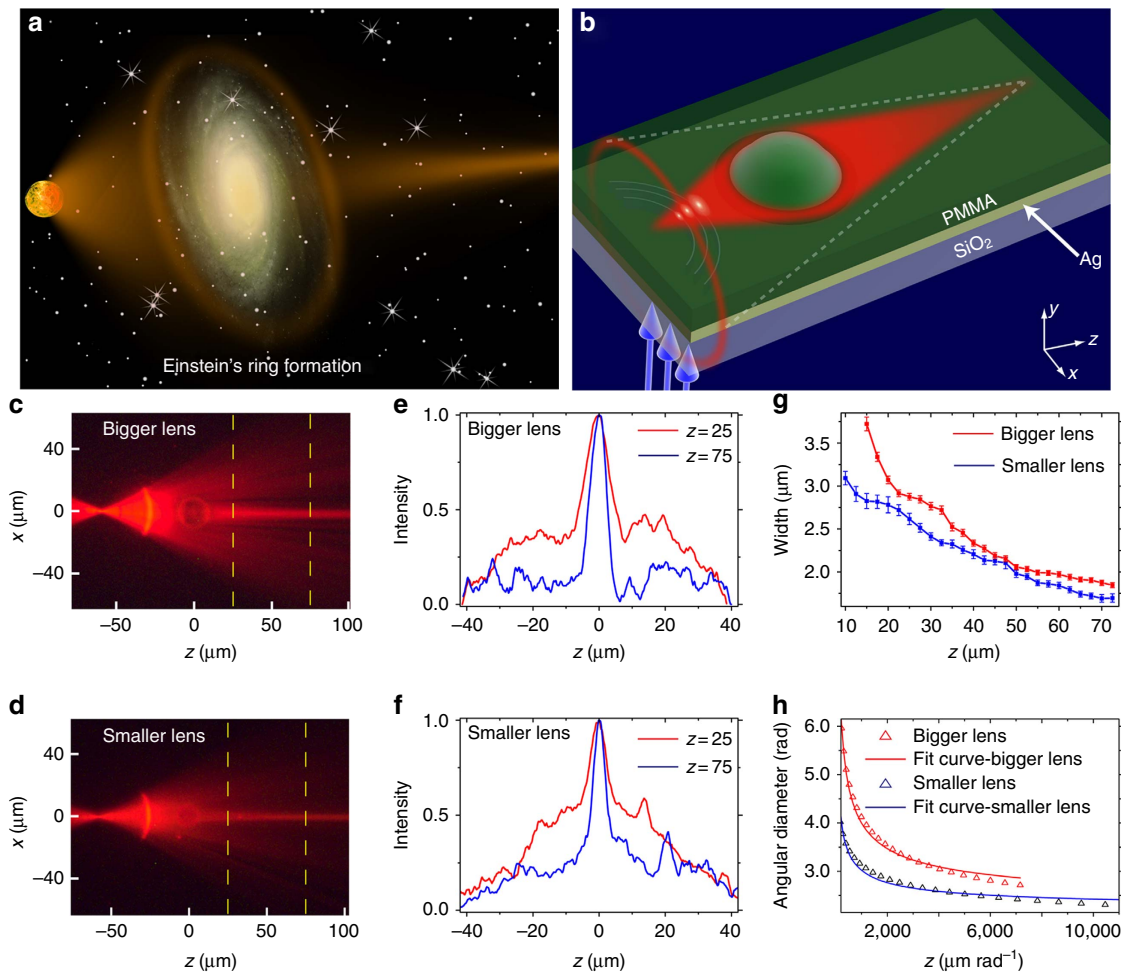 a
Einstein's ring formation
b
PMMA
SiO₂
Ag
y
z
x
c
Bigger lens
40
0
–40
x (μm)
–50
0
50
100
z (μm)
d
Smaller lens
40
0
–40
x (μm)
–50
0
50
100
z (μm)
e
Bigger lens
z = 25
z = 75
1.0
0.5
0.0
Intensity
–40
–20
0
20
40
z (μm)
f
Smaller lens
z = 25
z = 75
1.0
0.5
0.0
Intensity
–40
–20
0
20
40
z (μm)
g
Bigger lens
Smaller lens
3.5
3.0
2.5
2.0
Width (μm)
10
20
30
40
50
60
70
z (μm)
h
Bigger lens
Fit curve-bigger lens
Smaller lens
Fit curve-smaller lens
6.0
5.0
4.0
3.0
Angular diameter (rad)
2,000
6,000
10,000
z (μm rad⁻¹)